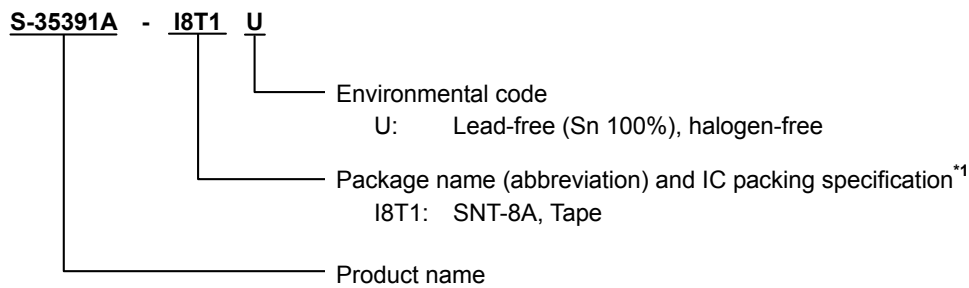 S-35391A - I8T1 U
Environmental code
U: Lead-free (Sn 100%), halogen-free
Package name (abbreviation) and IC packing specification*1
I8T1: SNT-8A, Tape
Product name